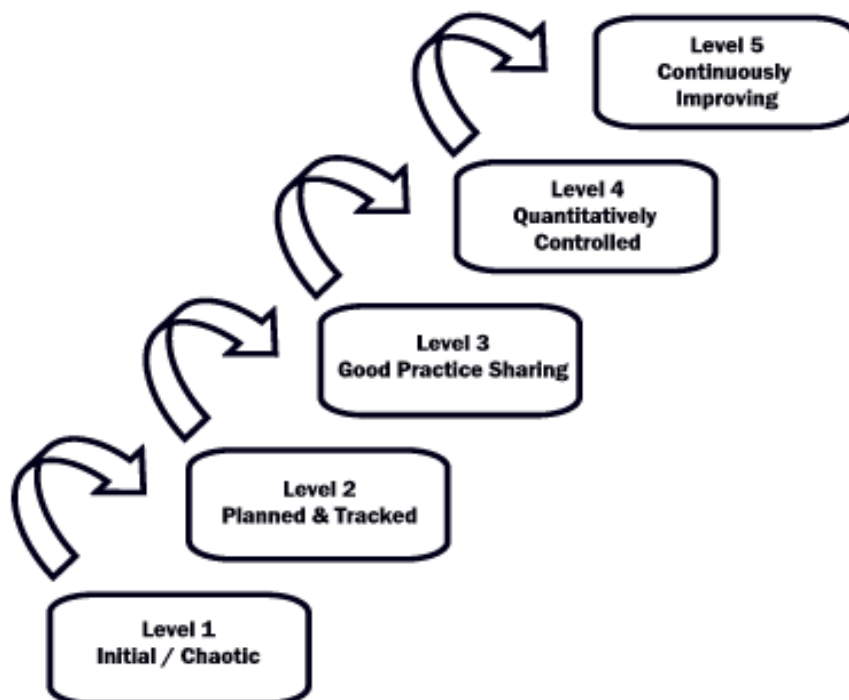 Level 5
Continuously
Improving
Level 4
Quantitatively
Controlled
Level 3
Good Practice Sharing
Level 2
Planned & Tracked
Level 1
Initial / Chaotic